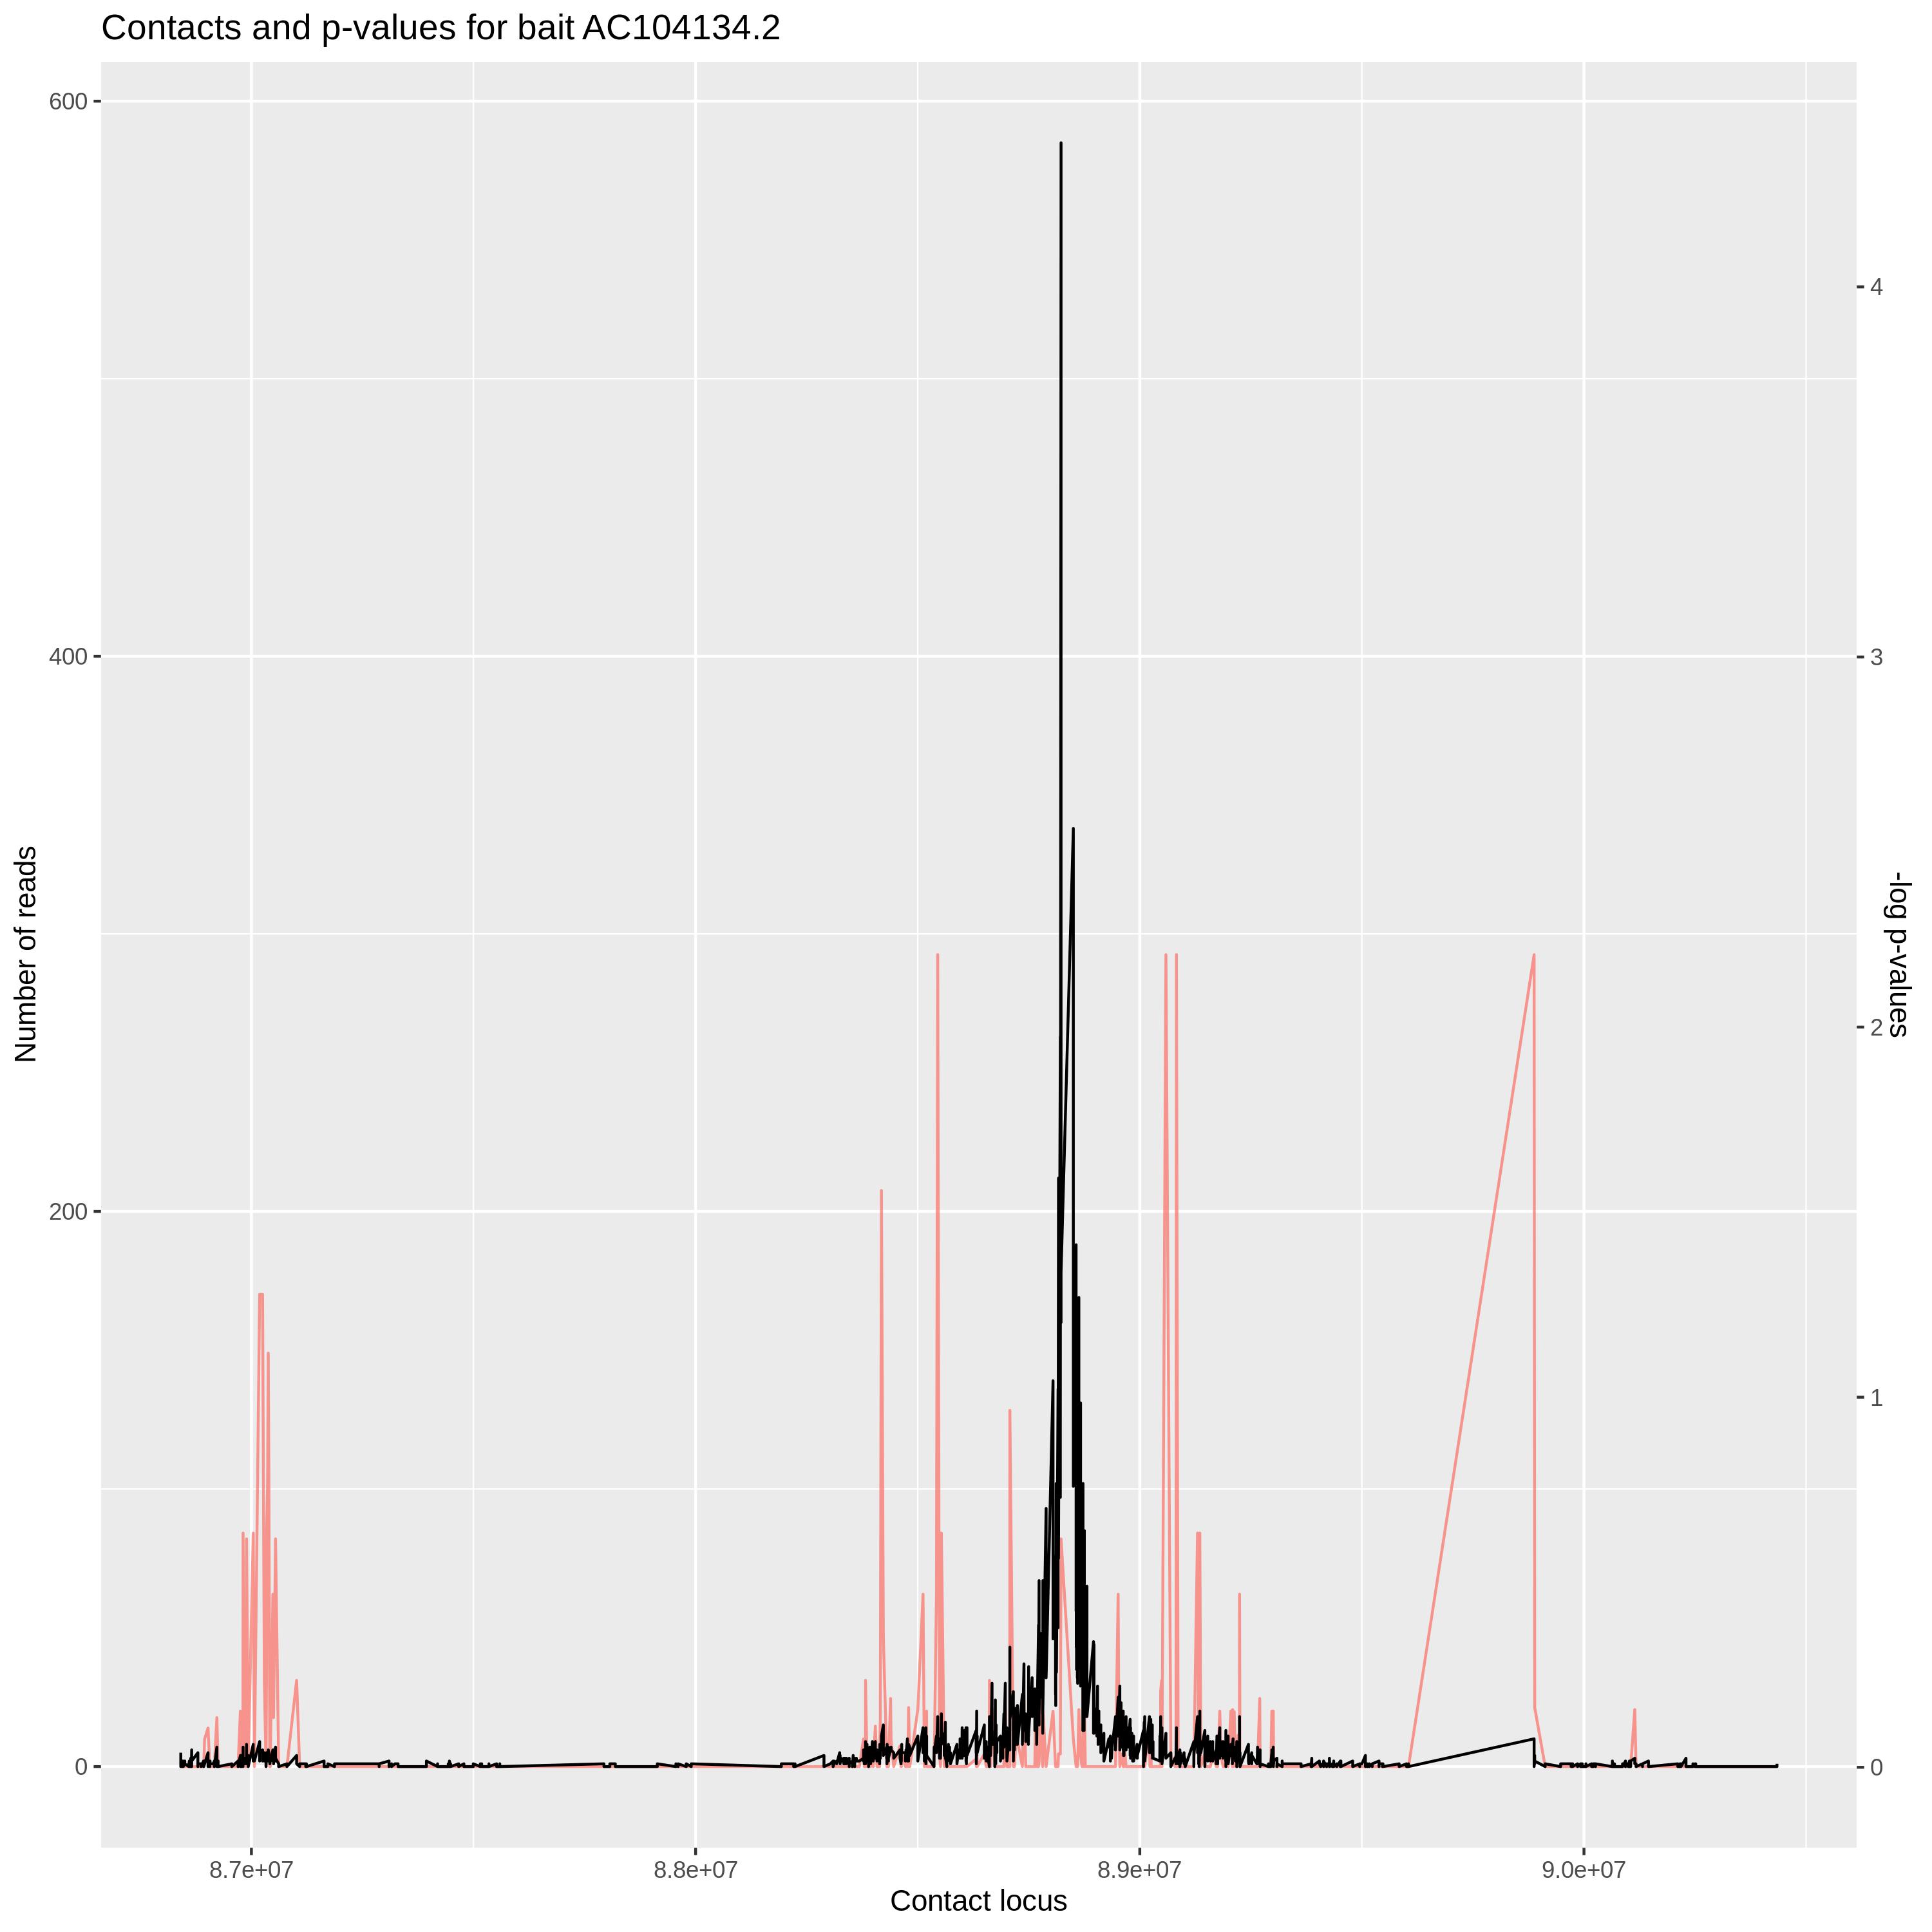 Contacts and p-values for bait AC104134.2
600
400
200
0
Number of reads
4
3
2
1
0
-log p-values
8.7e+07 8.8e+07 8.9e+07 9.0e+07
Contact locus